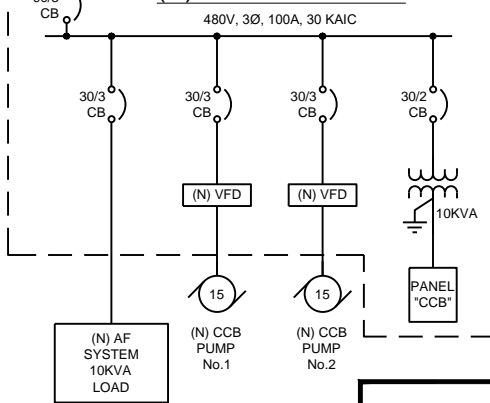 CB
480V, 3Ø, 100A, 30 KAIC
30/3
CB
30/3
CB
30/3
CB
30/2
CB
(N) VFD
(N) VFD
10KVA
15
15
PANEL
"CCB"
(N) AF
SYSTEM
10KVA
LOAD
(N) CCB
PUMP
No.1
(N) CCB
PUMP
No.2